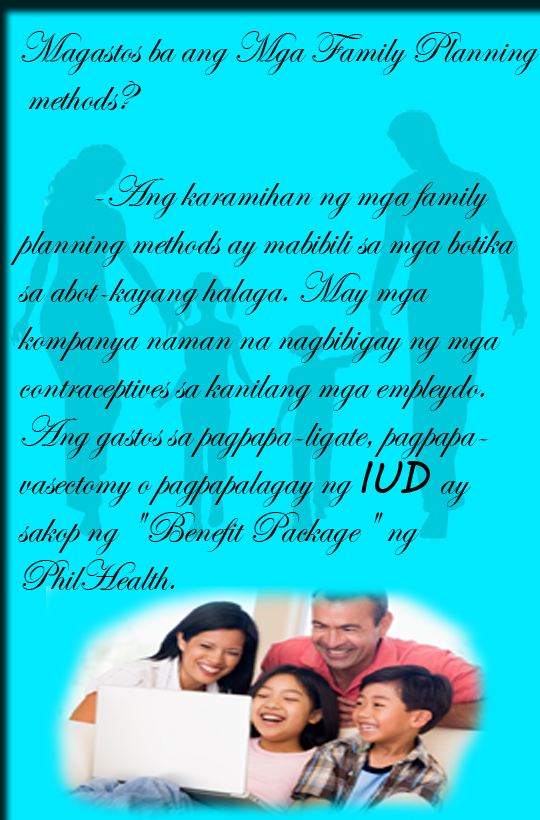 Magastos ba ang Mga Family Planning
methods?
-Ang karamihan ng mga family
planning methods ay mabibili sa mga botika
sa abot-kayang halaga. May mga
kompanya naman na nagbibigay ng mga
contraceptives sa kanilang mga empleydo.
Ang gastos sa pagpapa-ligate, pagpapa-
vasectomy o pagpapalagay ng IUD ay
sakop ng "Benefit Package" ng
PhilHealth.